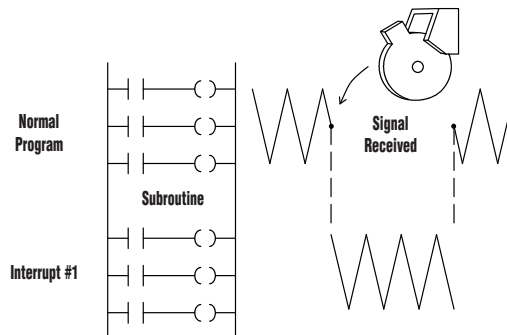 Normal
Program
Signal
Received
Subroutine
Interrupt #1